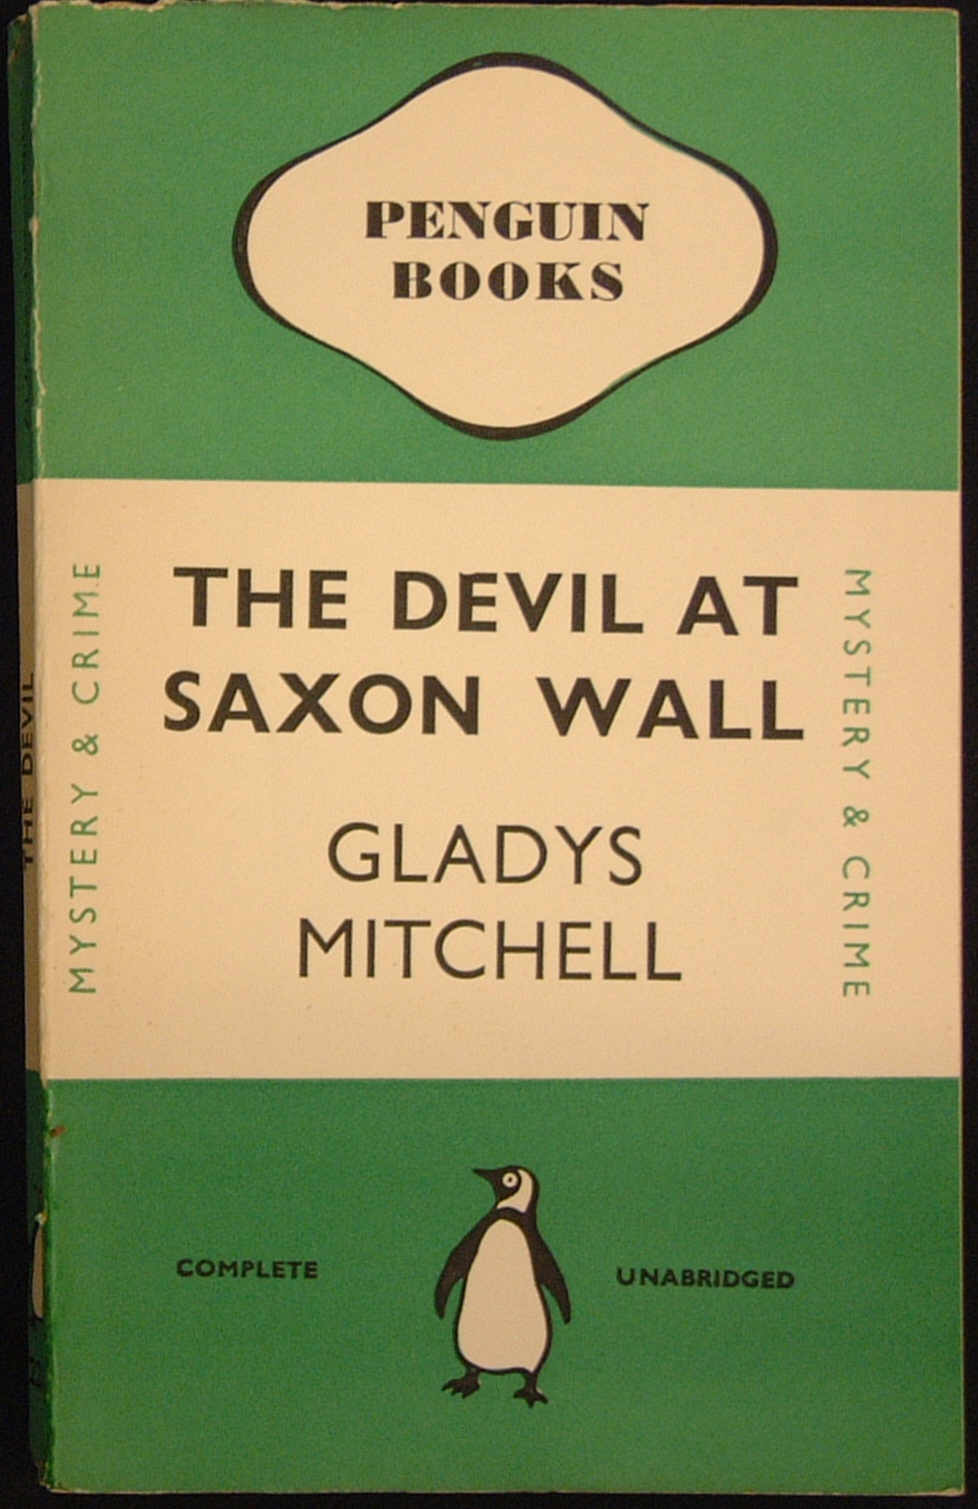 PENGUIN
BOOKS
THE DEVIL AT
SAXON WALL
GLADYS
MITCHELL
MYSTERY & CRIME
MYSTERY & CRIME
COMPLETE
UNABRIDGED
THE DEVIL